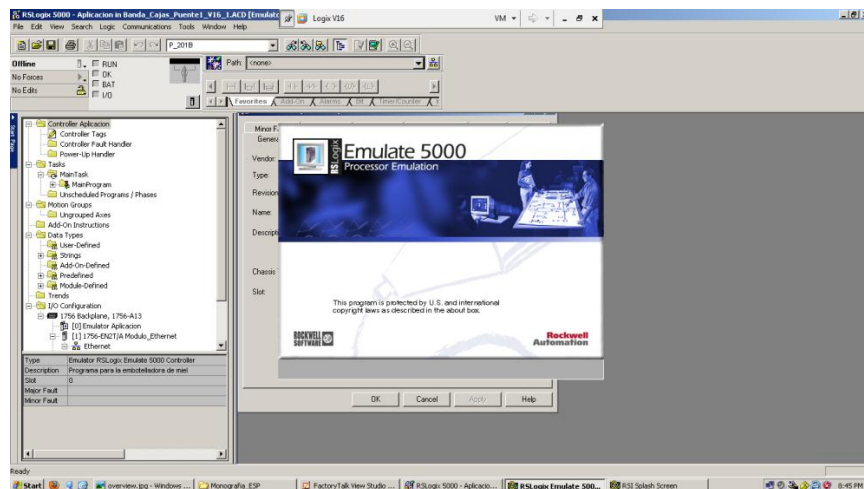 RSLogix 5000 - Aplicacion in Banda_Cajas_Puente1_V16_1.ACD [Emulato
Logix V16
VM
File Edit View Search Logic Communications Tools Window Help
P_201B
Offline
RUN
Path: <none>
No Forces
OK
BAT
No Edits
I/O
Favorites Add-On Alarms Bit Timer/Counter
Start Page
Controller Aplicacion
Controller Tags
Controller Fault Handler
Power-Up Handler
Tasks
MainTask
MainProgram
Unscheduled Programs / Phases
Motion Groups
Ungrouped Axes
Add-On Instructions
Data Types
User-Defined
Strings
Add-On-Defined
Predefined
Module-Defined
Trends
I/O Configuration
1756 Backplane, 1756-A13
[0] Emulator Aplicacion
[1] 1756-EN2T/A Modulo_Ethernet
Ethernet
Type Emulator RSLogix Emulate 5000 Controller
Description Programa para la embotelladora de miel
Slot 0
Major Fault
Minor Fault
Minor F
Genera
Vendor:
Type:
Revision
Name:
Descripti
Chassis
Slot:
RSLogix
Emulate 5000
Processor Emulation
This program is protected by U.S. and international
copyright laws as described in the about box.
ROCKWELL
SOFTWARE
Rockwell
Automation
OK Cancel Apply Help
Ready
Start
overview.jpg - Windows ...
Monografia_ESP
FactoryTalk View Studio ...
RSLogix 5000 - Aplicacio...
RSLogix Emulate 500...
RSI Splash Screen
8:45 PM